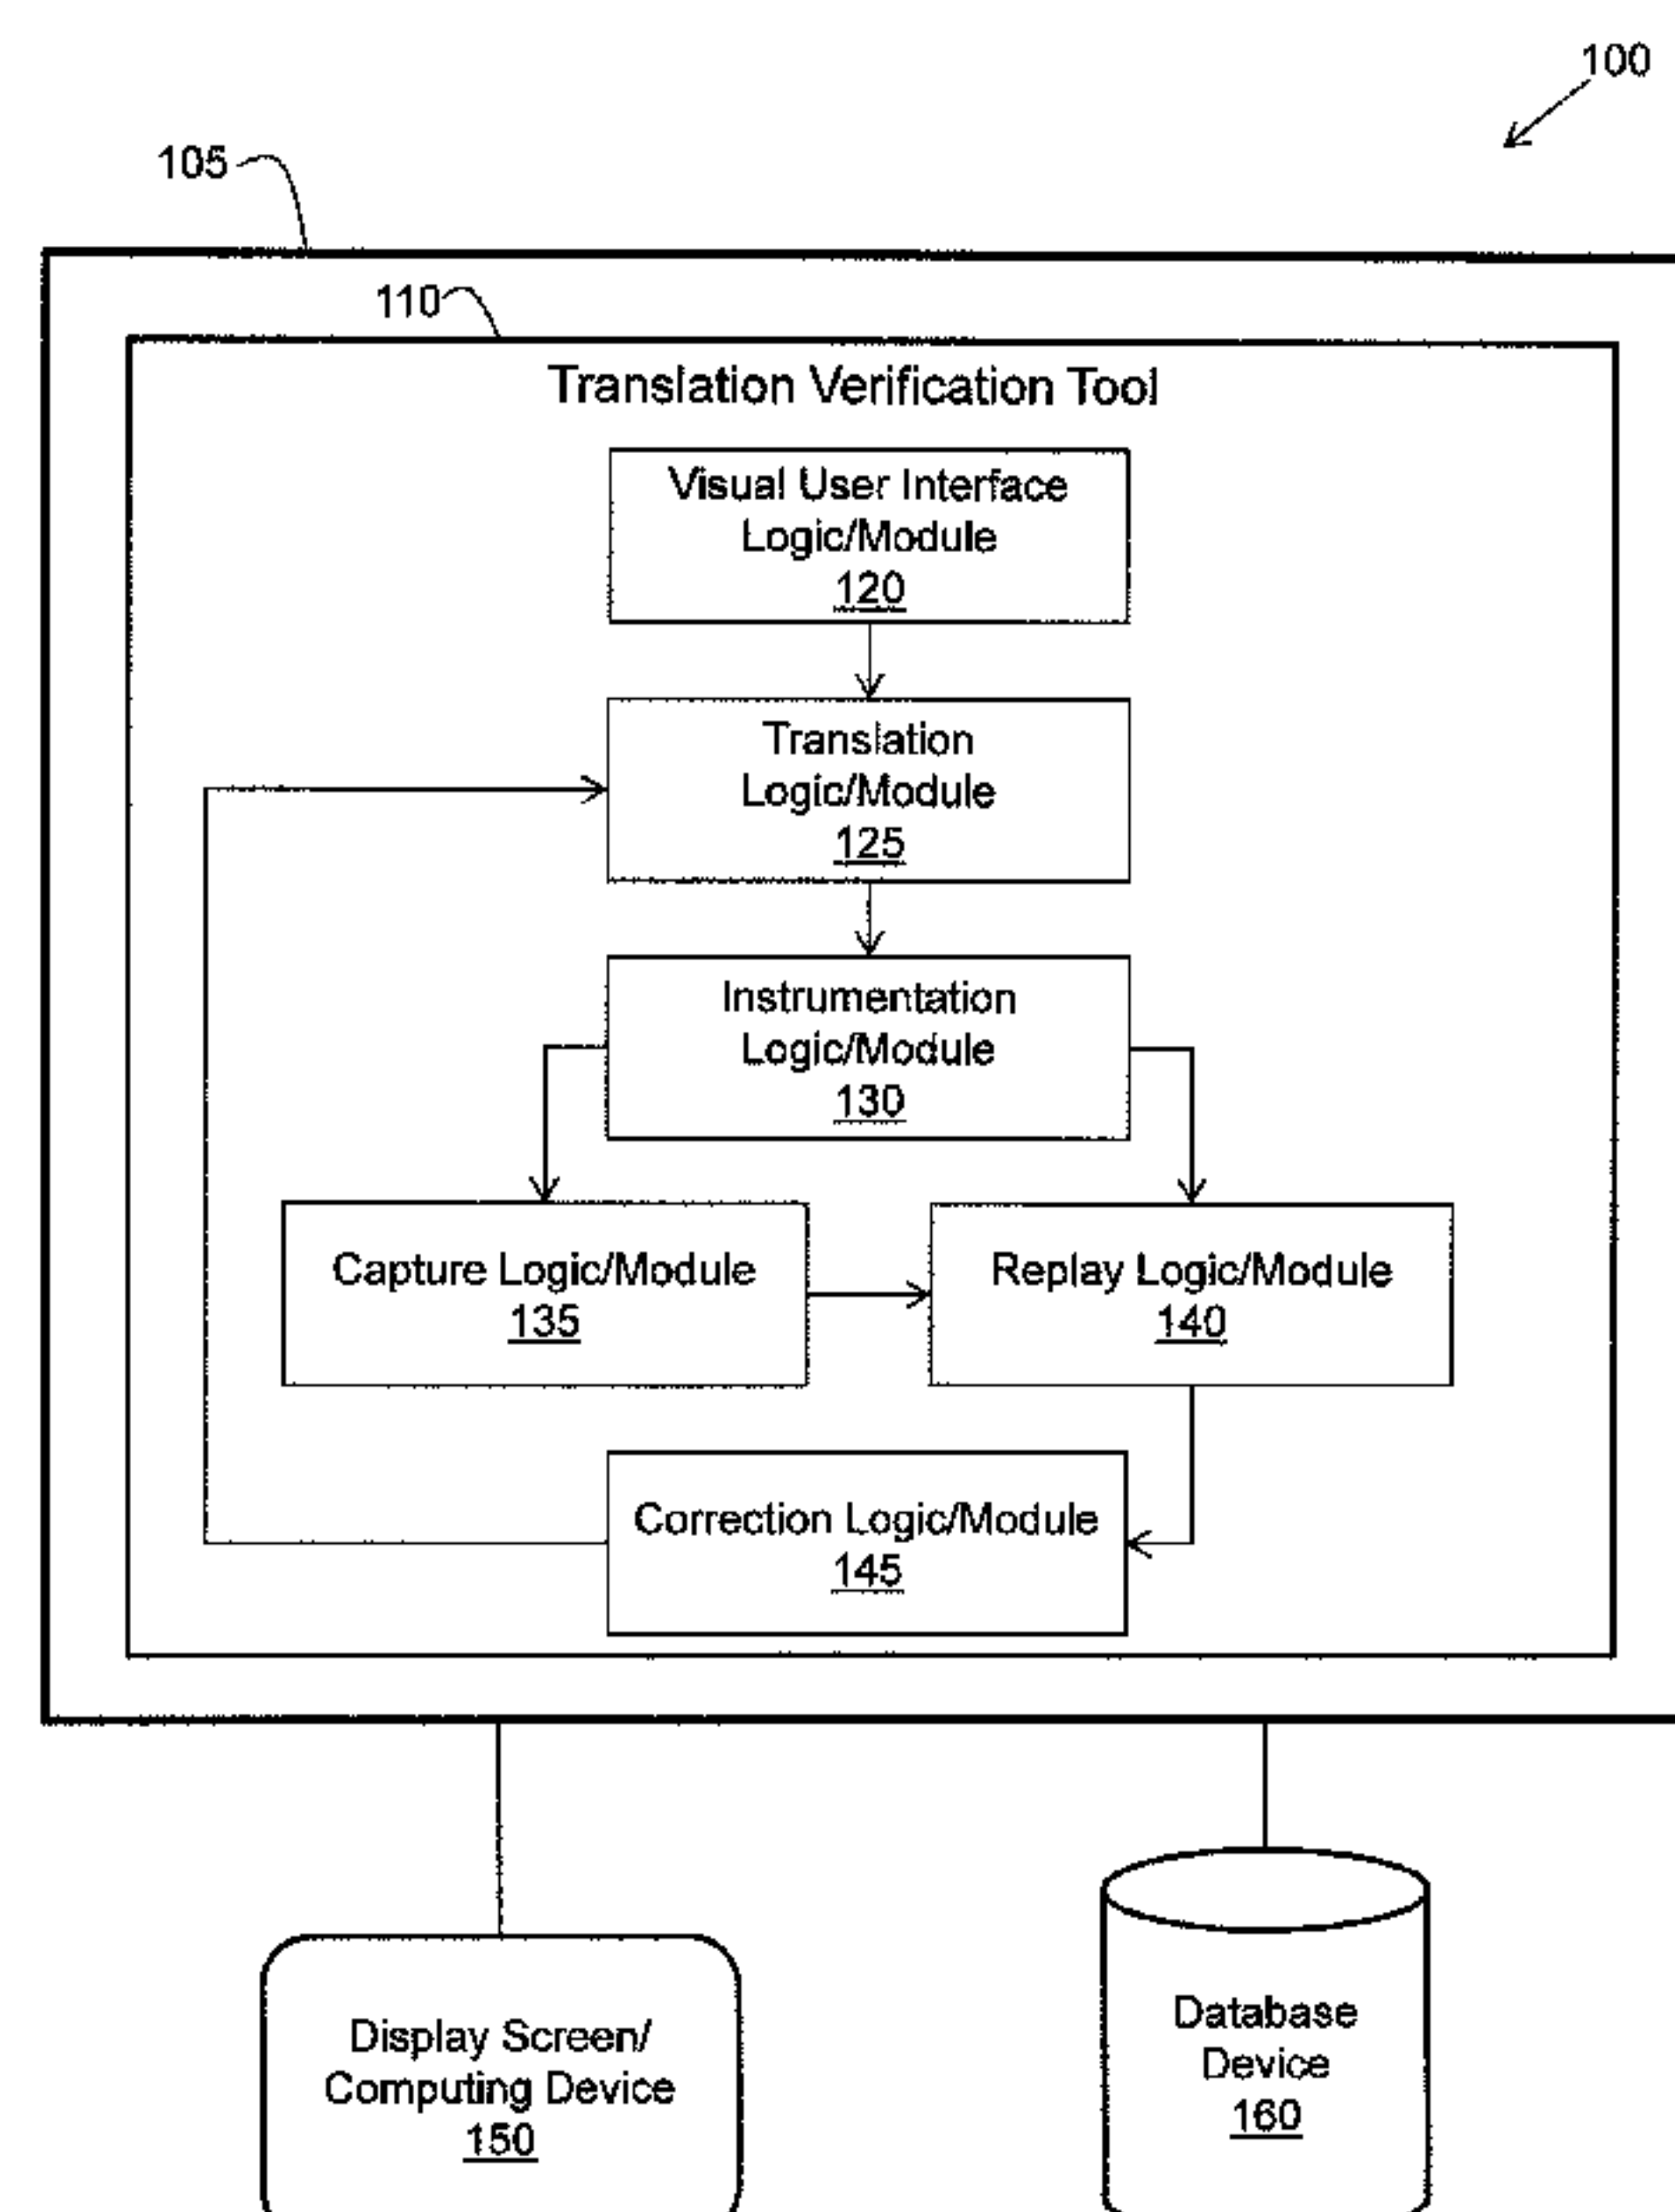 100
105
110
Translation Verification Tool
Visual User Interface
Logic/Module
120
Translation
Logic/Module
125
Instrumentation
Logic/Module
130
Capture Logic/Module
135
Replay Logic/Module
140
Correction Logic/Module
145
Display Screen/
Computing Device
150
Database
Device
160